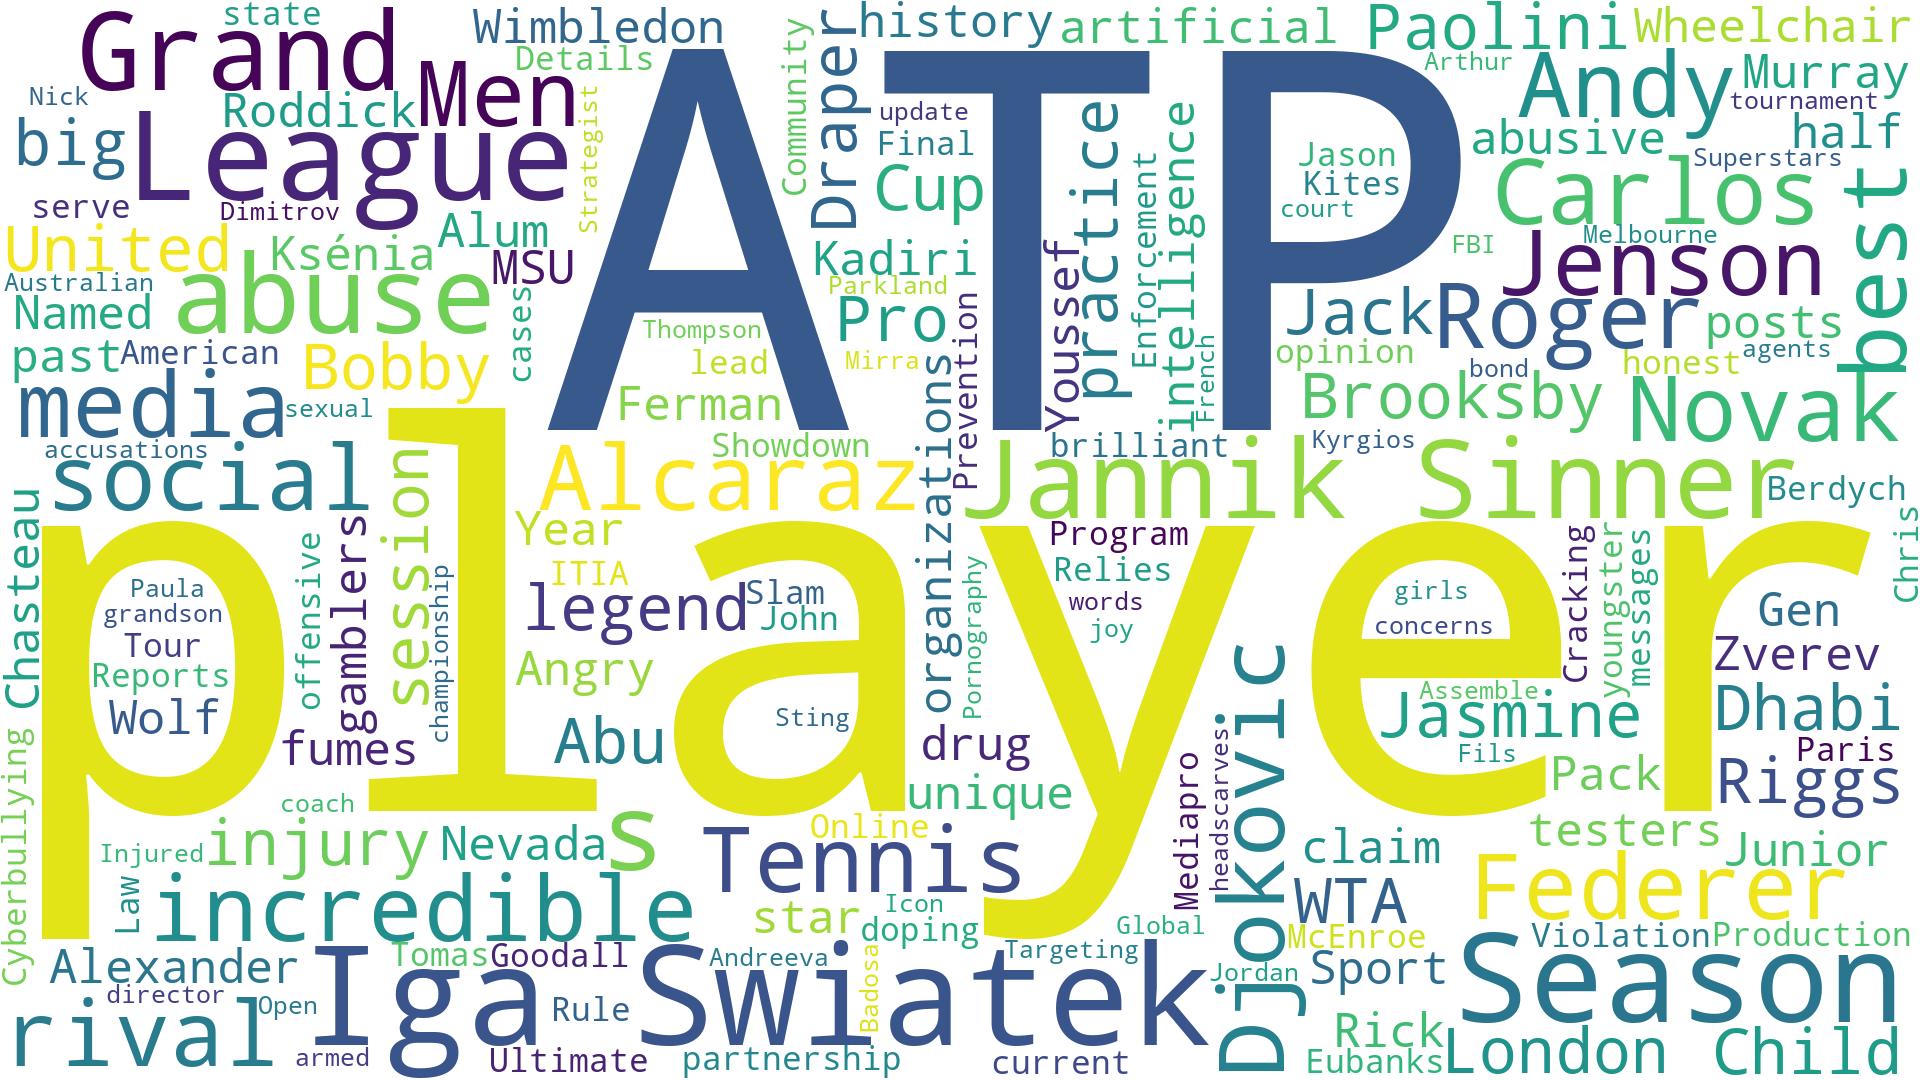 state
Wimbledon
history
artificial
Paolini
Wheelchair
Grand
Details
Community
Draper
Arthur
Andy
Murray
Nick
Roddick
Men
Strategist
update
tournament
big
League
Final
practice
intelligence
Jason
abusive
half
Superstars
serve
Dimitrov
Alum
ATP
Cup
Enforcement
Kites
court
Carlos
best
United
Ksénia
MSU
Kadiri
Youssef
FBI
Melbourne
Jenson
Australian
abuse
cases
Parkland
Named
Thompson
Pro
Prevention
Jack
Roger
posts
past
American
Bobby
lead
Mirra
French
opinion
bond
honest
agents
media
sexual
Ferman
organizations
Brooksby
Novak
accusations
Showdown
brilliant
Kyrgios
social
session
Alcaraz
Jannik Sinner
Berdych
Chasteau
player
offensive
gamblers
Year
Program
Cracking
youngster
messages
Chris
Paula
grandson
championship
ITIA
legend
Slam
John
Pornography
Relies
words
joy
girls
concerns
Gen
Tour
Reports
Angry
Zverev
Wolf
fumes
Abu
Sting
drug
Djokovic
Assemble
Jasmine
Dhabi
Fils
Paris
Cyberbullying
coach
unique
Mediapro
headscarves
Pack
Riggs
Injured
injury
Nevada
s
Online
Tennis
claim
testers
Junior
Law
incredible
star
Icon
doping
Global
WTA
Federer
Alexander
Tomas
Goodall
Andreeva
Targeting
McEnroe
Violation
Production
director
Open
Iga Swiatek
Rule
Badosa
Jordan
Sport
Season
rival
armed
Ultimate
partnership
current
Rick
Eubanks
London
Child